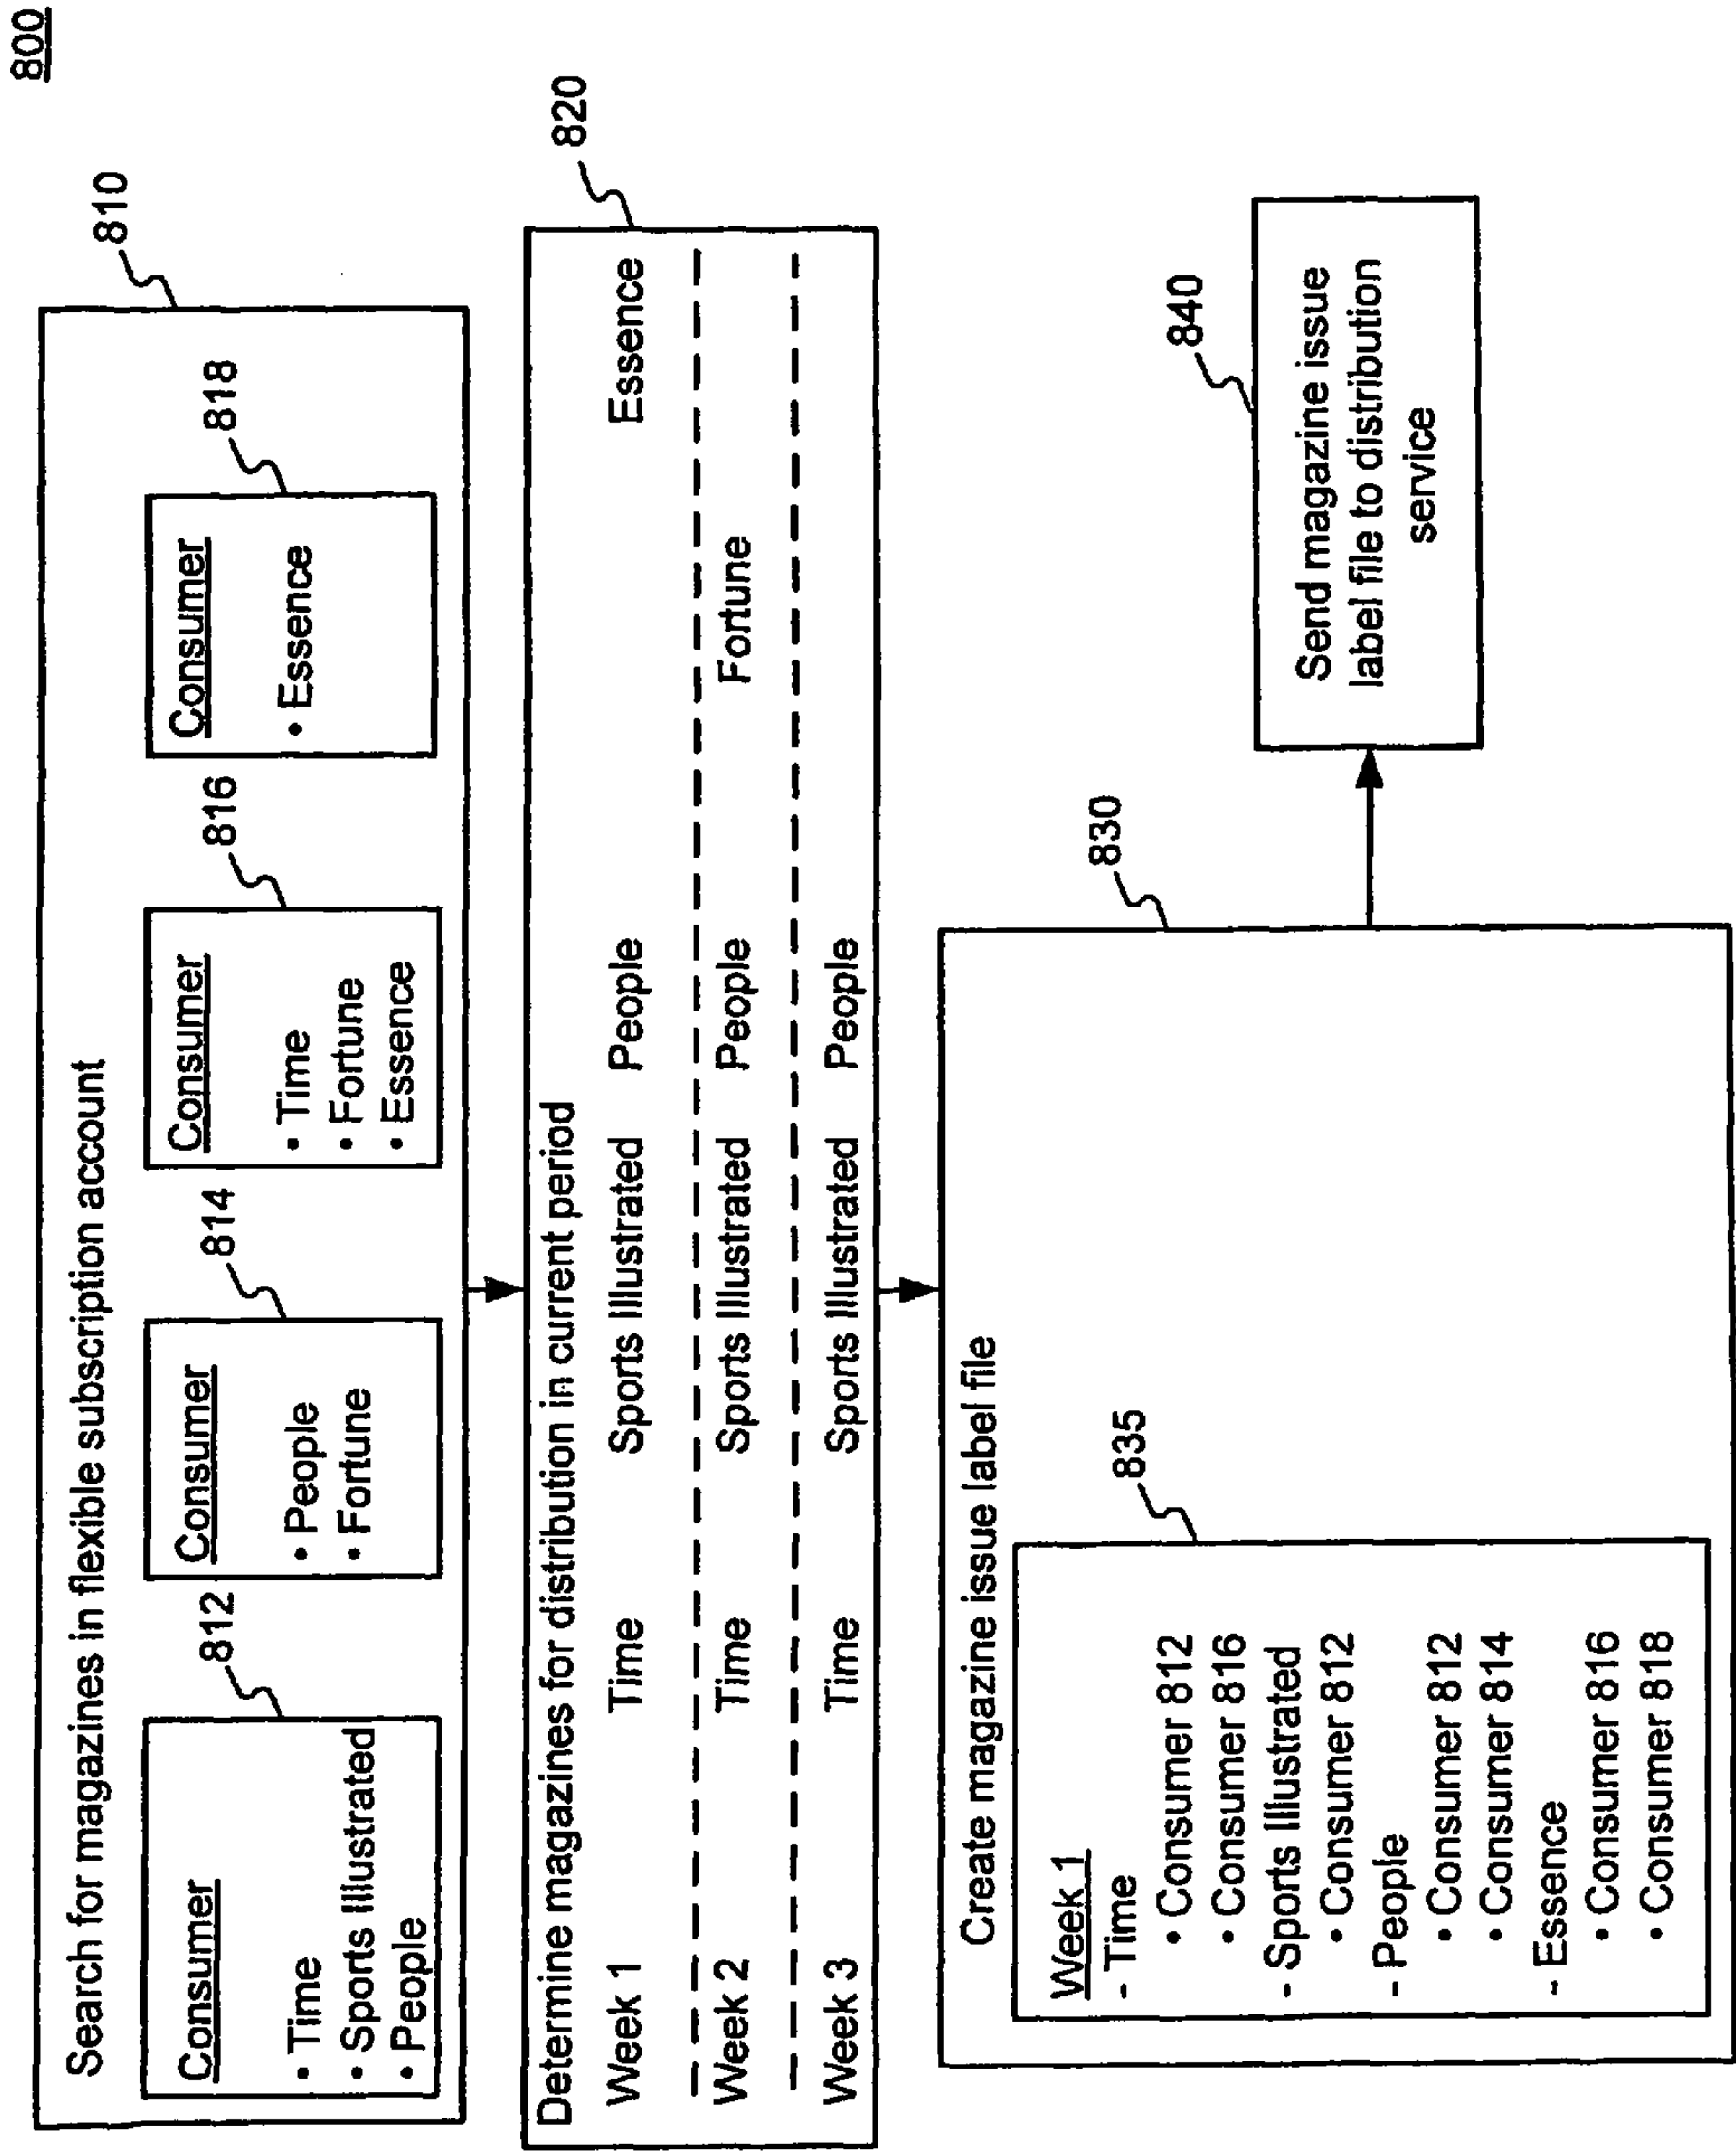 800
810
Search for magazines in flexible subscription account
812
814
816
818
Consumer
• Time
• Sports Illustrated
• People
Consumer
• People
• Fortune
Consumer
• Time
• Fortune
• Essence
Consumer
• Essence
820
Determine magazines for distribution in current period
Week 1 Time Sports Illustrated People Essence
Week 2 Time Sports Illustrated People Fortune
Week 3 Time Sports Illustrated People
830
Create magazine issue label file
835
Week 1
- Time
• Consumer 812
• Consumer 816
- Sports Illustrated
• Consumer 812
- People
• Consumer 812
• Consumer 814
- Essence
• Consumer 816
• Consumer 818
840
Send magazine issue
label file to distribution
service